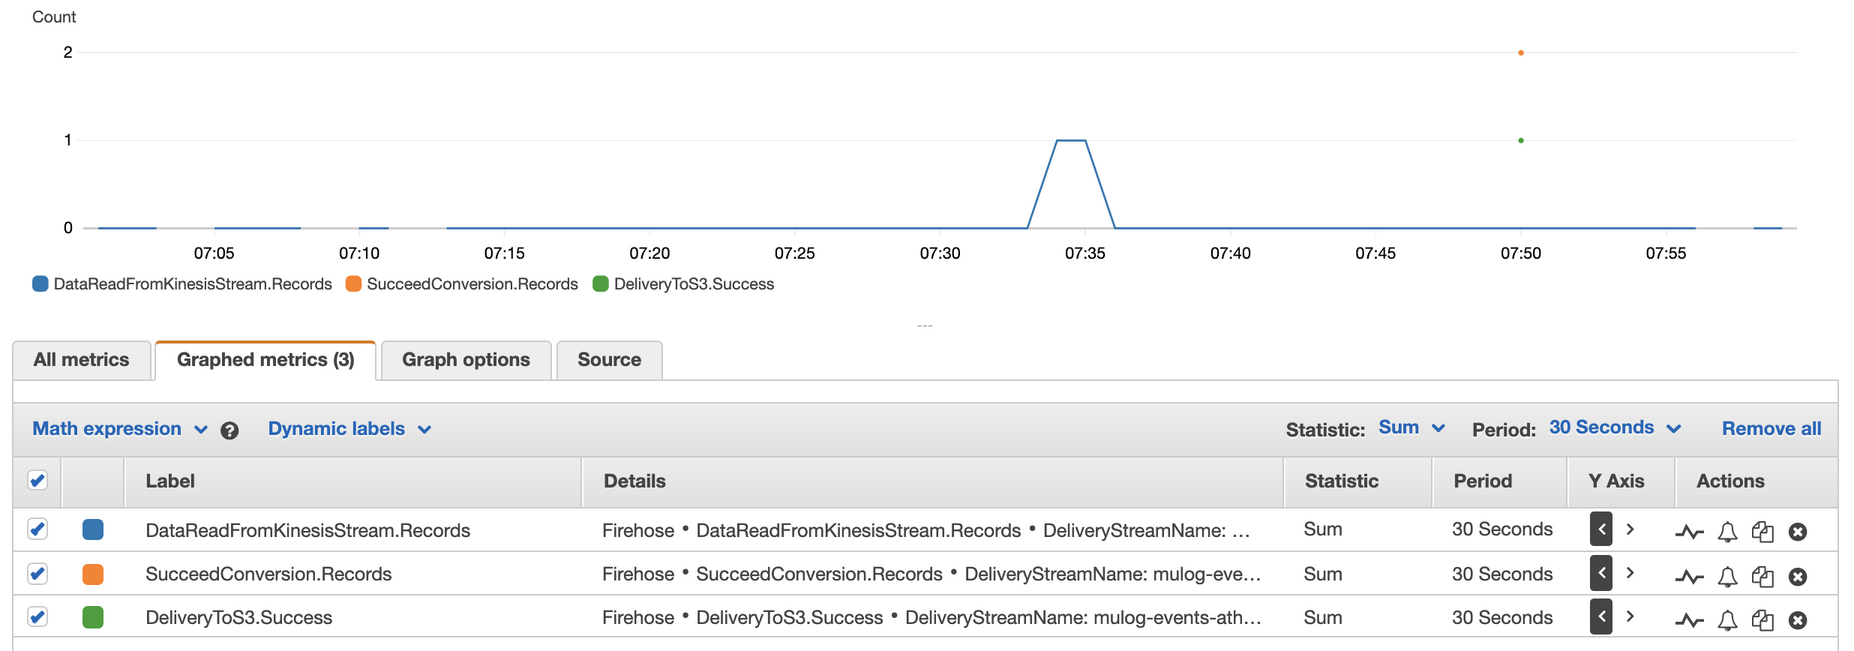 Count
2
1
0
07:05 07:10 07:15 07:20 07:25 07:30 07:35 07:40 07:45 07:50 07:55
DataReadFromKinesisStream.Records SucceedConversion.Records DeliveryToS3.Success
All metrics Graphed metrics (3) Graph options Source
Math expression ? Dynamic labels Statistic: Sum Period: 30 Seconds Remove all
Label Details Statistic Period Y Axis Actions
DataReadFromKinesisStream.Records Firehose • DataReadFromKinesisStream.Records • DeliveryStreamName: ... Sum 30 Seconds < >
SucceedConversion.Records Firehose • SucceedConversion.Records • DeliveryStreamName: mulog-eve... Sum 30 Seconds < >
DeliveryToS3.Success Firehose • DeliveryToS3.Success • DeliveryStreamName: mulog-events-ath... Sum 30 Seconds < >